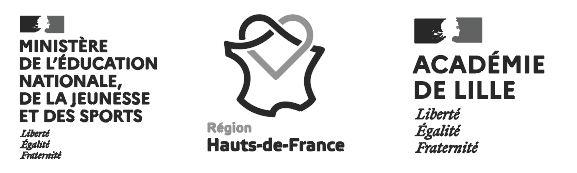 MINISTÈRE
DE L'ÉDUCATION
NATIONALE,
DE LA JEUNESSE
ET DES SPORTS
Liberté
Égalité
Fraternité
Région
Hauts-de-France
ACADÉMIE
DE LILLE
Liberté
Égalité
Fraternité